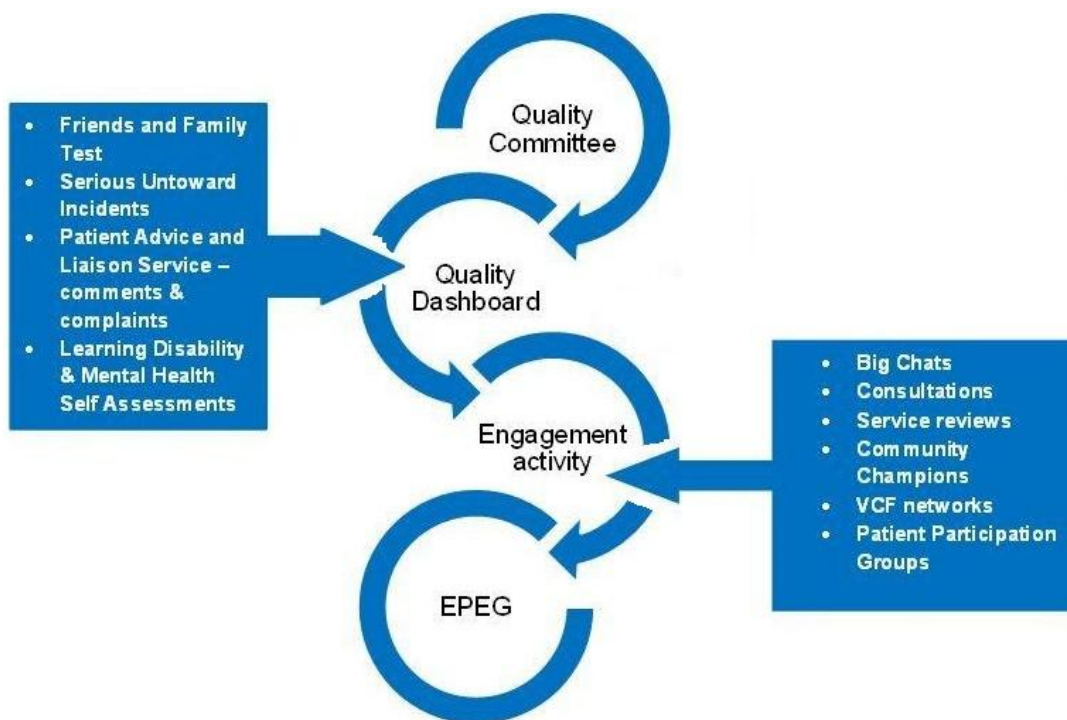 Quality
Committee
• Friends and Family
Test
• Serious Untoward
Incidents
• Patient Advice and
Liaison Service –
comments &
complaints
• Learning Disability
& Mental Health
Self Assessments
Quality
Dashboard
Engagement
activity
• Big Chats
• Consultations
• Service reviews
• Community
Champions
• VCF networks
• Patient Participation
Groups
EPEG